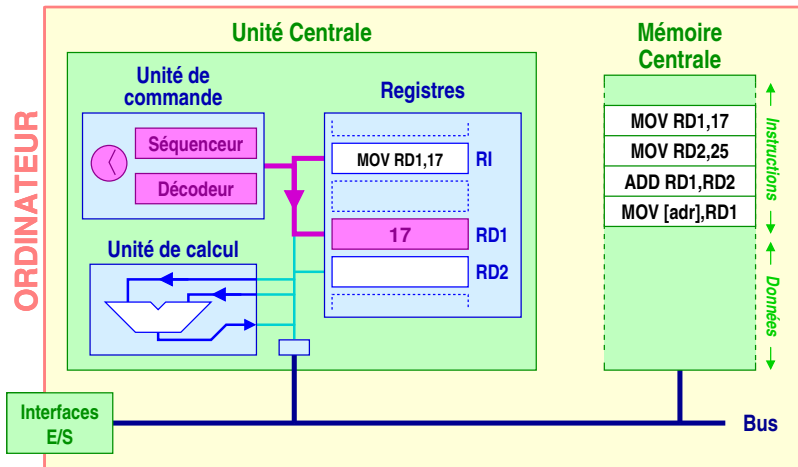 ORDINATEUR
Unité Centrale
Unité de
commande
Séquenceur
Décodeur
Registres
MOV RD1,17
RI
17
RD1
RD2
Unité de calcul
Mémoire
Centrale
MOV RD1,17
MOV RD2,25
ADD RD1,RD2
MOV [adr],RD1
Instructions
Données
Interfaces
E/S
Bus